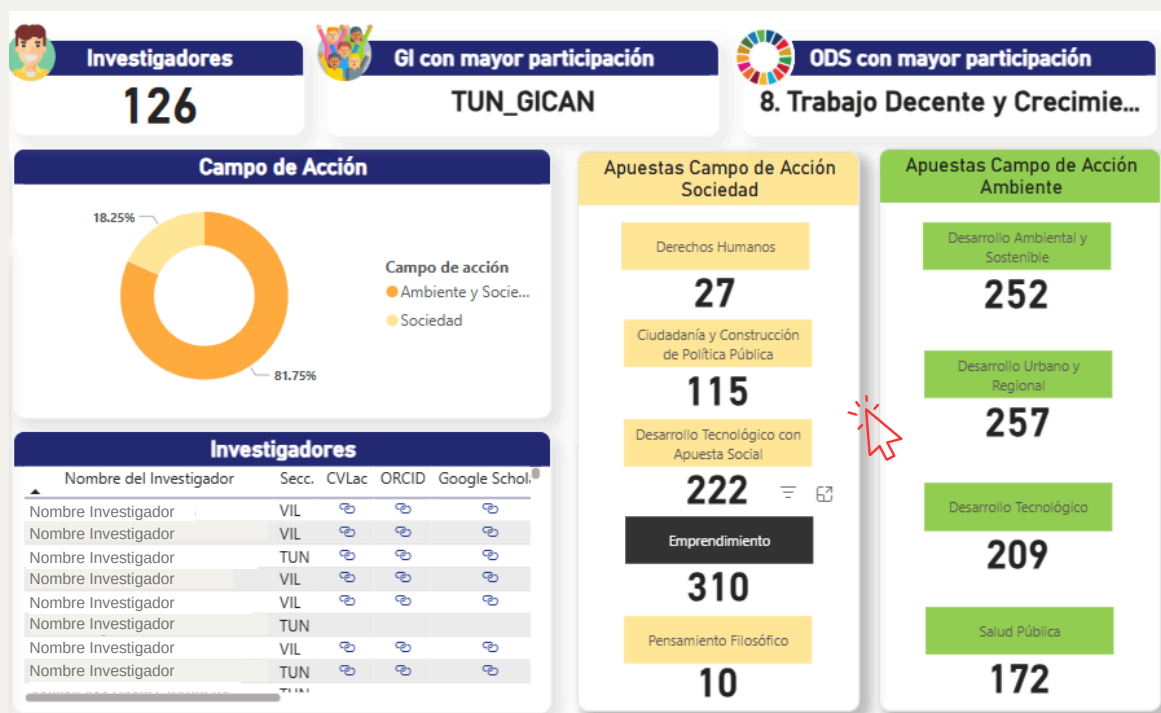 Investigadores
126
GI con mayor participación
TUN_GICAN
ODS con mayor participación
8. Trabajo Decente y Crecimie...
Campo de Acción
18.25%
81.75%
Campo de acción
Ambiente y Socie...
Sociedad
Investigadores
Nombre del Investigador Secc. CVLac ORCID Google Schol
Nombre Investigador VIL
Nombre Investigador VIL
Nombre Investigador TUN
Nombre Investigador VIL
Nombre Investigador VIL
Nombre Investigador TUN
Nombre Investigador VIL
Nombre Investigador TUN
TUN
Apuestas Campo de Acción
Sociedad
Derechos Humanos
27
Ciudadanía y Construcción
de Política Pública
115
Desarrollo Tecnológico con
Apuesta Social
222
Emprendimiento
310
Pensamiento Filosófico
10
Apuestas Campo de Acción
Ambiente
Desarrollo Ambiental y
Sostenible
252
Desarrollo Urbano y
Regional
257
Desarrollo Tecnológico
209
Salud Pública
172